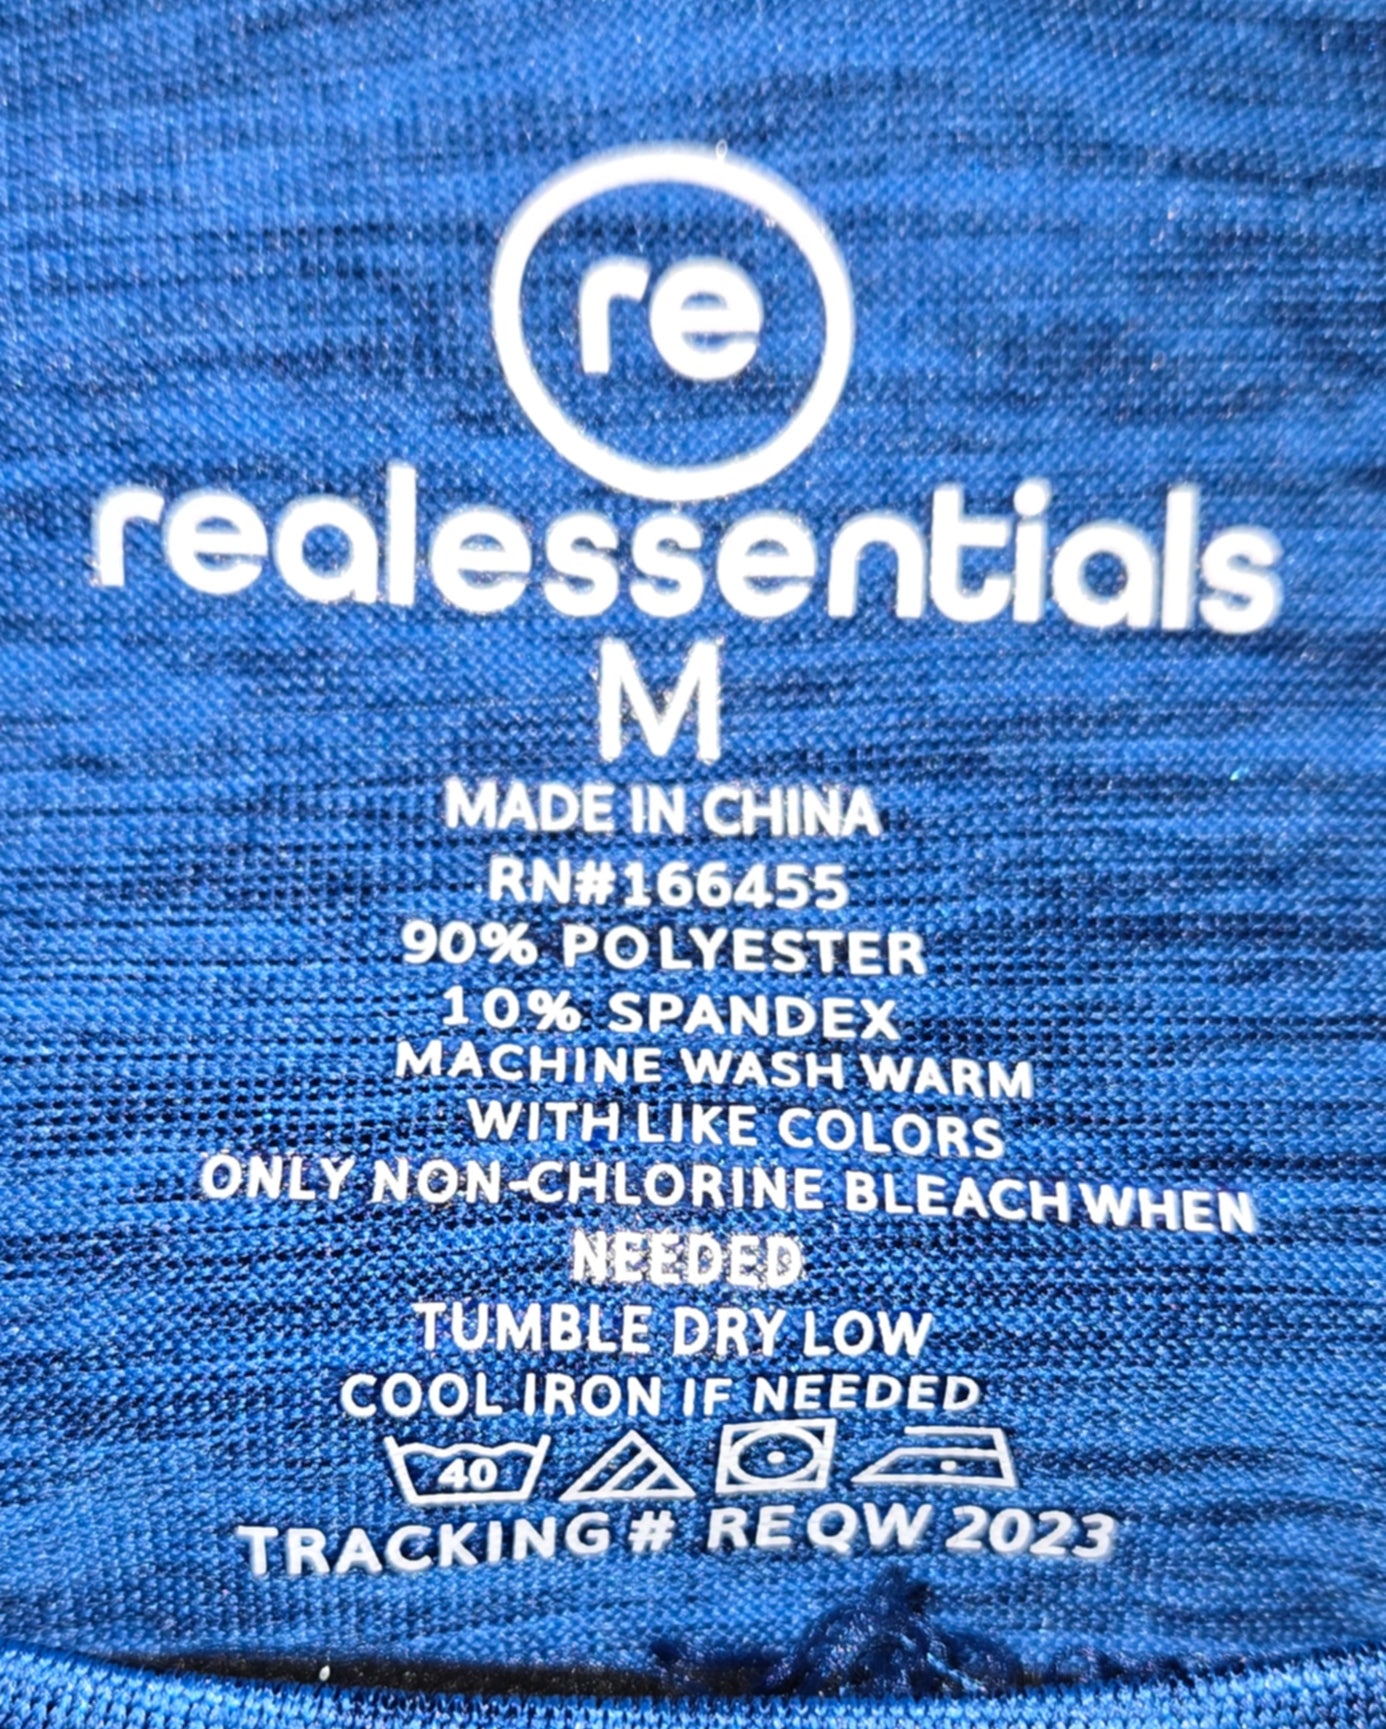 re
realessentials
M
MADE IN CHINA
RN#166455
90% POLYESTER
10% SPANDEX
MACHINE WASH WARM
WITH LIKE COLORS
ONLY NON-CHLORINE BLEACH WHEN
NEEDED
TUMBLE DRY LOW
COOL IRON IF NEEDED
40
TRACKING# REQW 2023